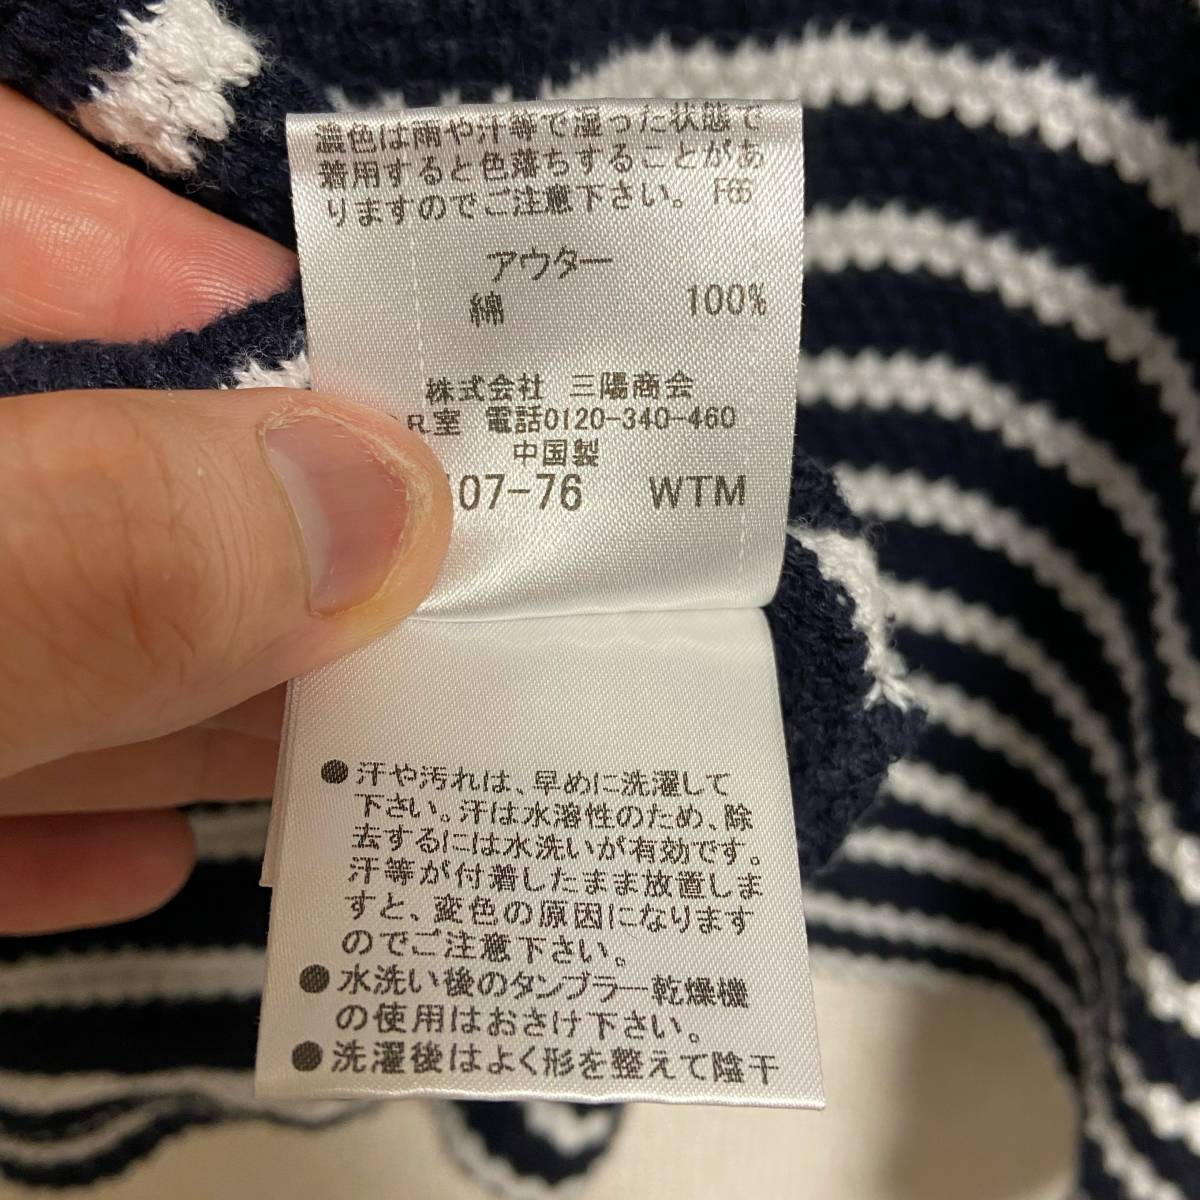 濃色は雨や汗等で湿った状態で
着用すると色落ちすることがあ
りますのでご注意下さい。 F66
アウター
綿 100%
株式会社 三陽商会
R室 電話0120-340-460
中国製
07-76 WTM
●汗や汚れは、早めに洗濯して
下さい。汗は水溶性のため、除
去するには水洗いが有効です。
汗等が付着したまま放置しま
すと、変色の原因になります
のでご注意下さい。
●水洗い後のタンブラー乾燥機
の使用はおさけ下さい。
●洗濯後はよく形を整えて陰干